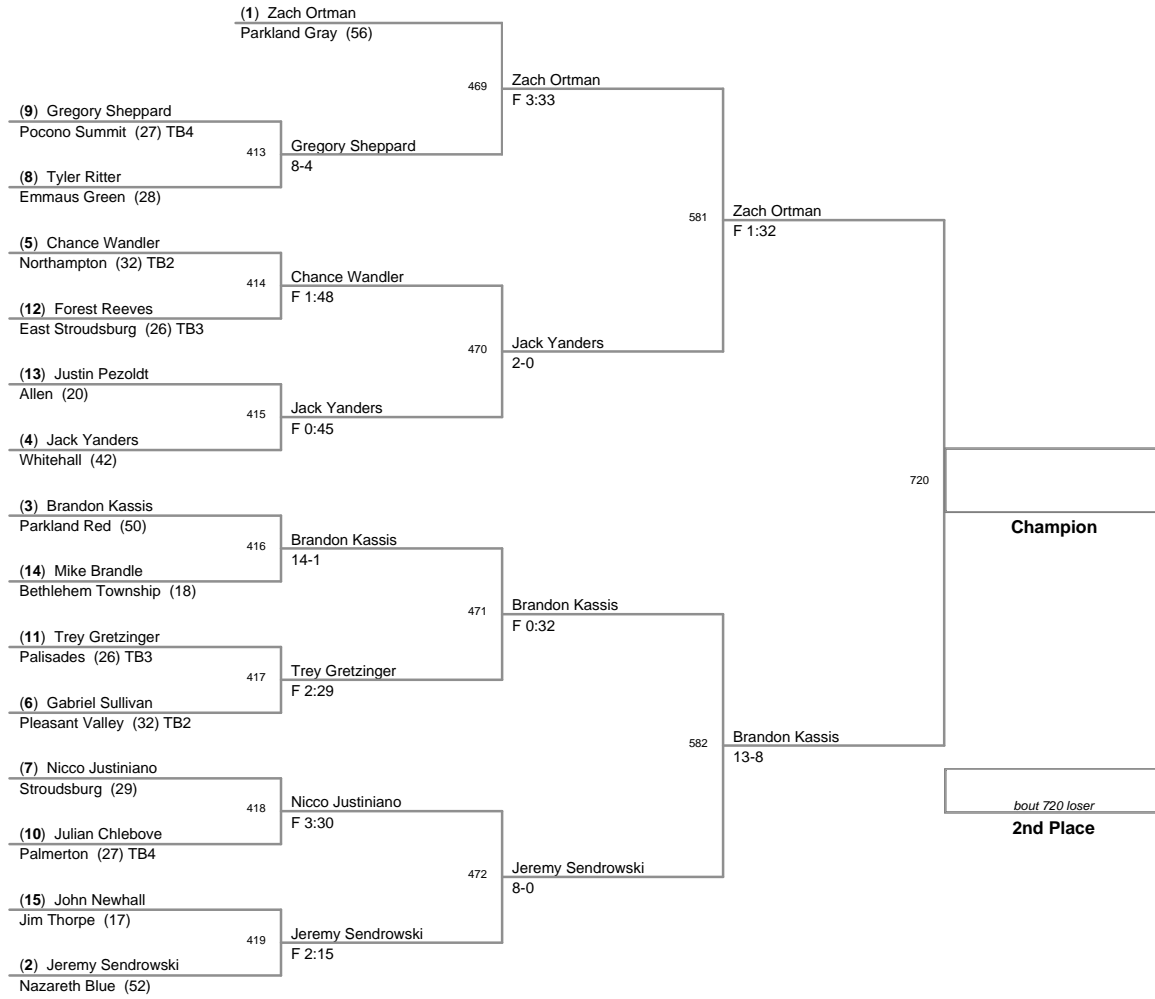 (1) Zach Ortman
Parkland Gray (56)
469
Zach Ortman
F 3:33
(9) Gregory Sheppard
Pocono Summit (27) TB4
413
Gregory Sheppard
8-4
(8) Tyler Ritter
Emmaus Green (28)
581
Zach Ortman
F 1:32
(5) Chance Wandler
Northampton (32) TB2
414
Chance Wandler
F 1:48
(12) Forest Reeves
East Stroudsburg (26) TB3
470
Jack Yanders
2-0
(13) Justin Pezoldt
Allen (20)
415
Jack Yanders
F 0:45
(4) Jack Yanders
Whitehall (42)
720
Champion
(3) Brandon Kassis
Parkland Red (50)
416
Brandon Kassis
14-1
(14) Mike Brandle
Bethlehem Township (18)
471
Brandon Kassis
F 0:32
(11) Trey Gretzinger
Palisades (26) TB3
417
Trey Gretzinger
F 2:29
(6) Gabriel Sullivan
Pleasant Valley (32) TB2
582
Brandon Kassis
13-8
(7) Nicco Justiniano
Stroudsburg (29)
418
Nicco Justiniano
F 3:30
(10) Julian Chlebove
Palmerton (27) TB4
bout 720 loser
2nd Place
472
Jeremy Sendrowski
8-0
(15) John Newhall
Jim Thorpe (17)
419
Jeremy Sendrowski
F 2:15
(2) Jeremy Sendrowski
Nazareth Blue (52)